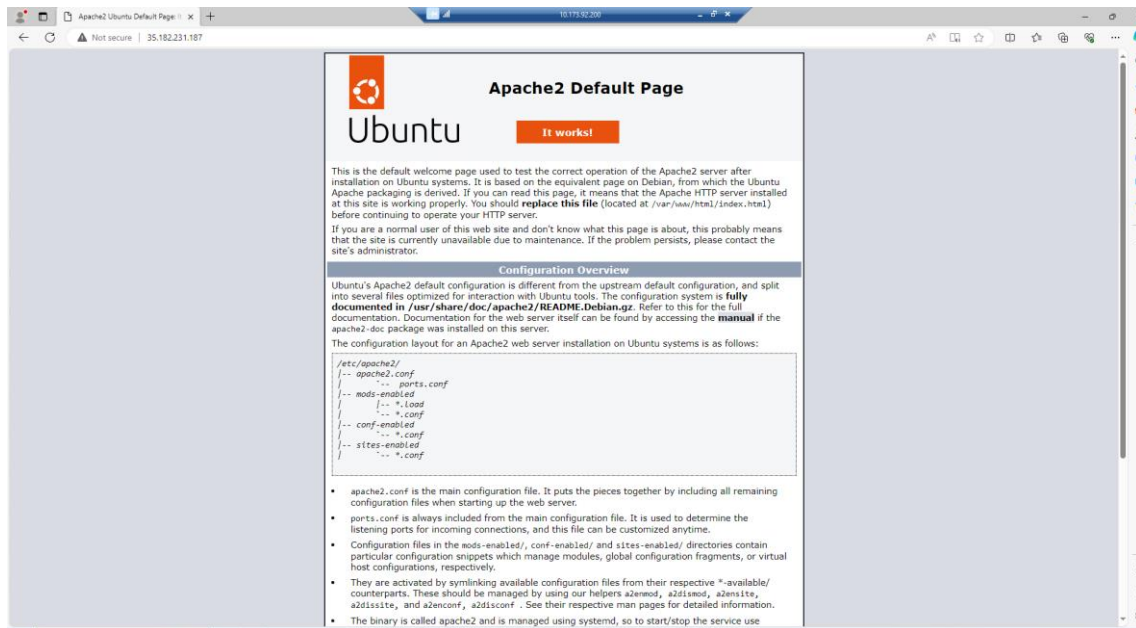 Apache2 Ubuntu Default Page:
10.173.92.200
Not secure | 35.182.231.187
Apache2 Default Page
Ubuntu
It works!
This is the default welcome page used to test the correct operation of the Apache2 server after
installation on Ubuntu systems. It is based on the equivalent page on Debian, from which the Ubuntu
Apache packaging is derived. If you can read this page, it means that the Apache HTTP server installed
at this site is working properly. You should replace this file (located at /var/www/html/index.html)
before continuing to operate your HTTP server.
If you are a normal user of this web site and don't know what this page is about, this probably means
that the site is currently unavailable due to maintenance. If the problem persists, please contact the
site's administrator.
Configuration Overview
Ubuntu's Apache2 default configuration is different from the upstream default configuration, and split
into several files optimized for interaction with Ubuntu tools. The configuration system is fully
documented in /usr/share/doc/apache2/README.Debian.gz. Refer to this for the full
documentation. Documentation for the web server itself can be found by accessing the manual if the
apache2-doc package was installed on this server.
The configuration layout for an Apache2 web server installation on Ubuntu systems is as follows:
/etc/apache2/
|-- apache2.conf
|       `--  ports.conf
|-- mods-enabled
|       |-- *.load
|       `-- *.conf
|-- conf-enabled
|       `-- *.conf
|-- sites-enabled
|       `-- *.conf
• apache2.conf is the main configuration file. It puts the pieces together by including all remaining
configuration files when starting up the web server.
• ports.conf is always included from the main configuration file. It is used to determine the
listening ports for incoming connections, and this file can be customized anytime.
• Configuration files in the mods-enabled/, conf-enabled/ and sites-enabled/ directories contain
particular configuration snippets which manage modules, global configuration fragments, or virtual
host configurations, respectively.
• They are activated by symlinking available configuration files from their respective *-available/
counterparts. These should be managed by using our helpers a2enmod, a2dismod, a2ensite,
a2dissite, and a2enconf, a2disconf . See their respective man pages for detailed information.
• The binary is called apache2 and is managed using systemd, so to start/stop the service use